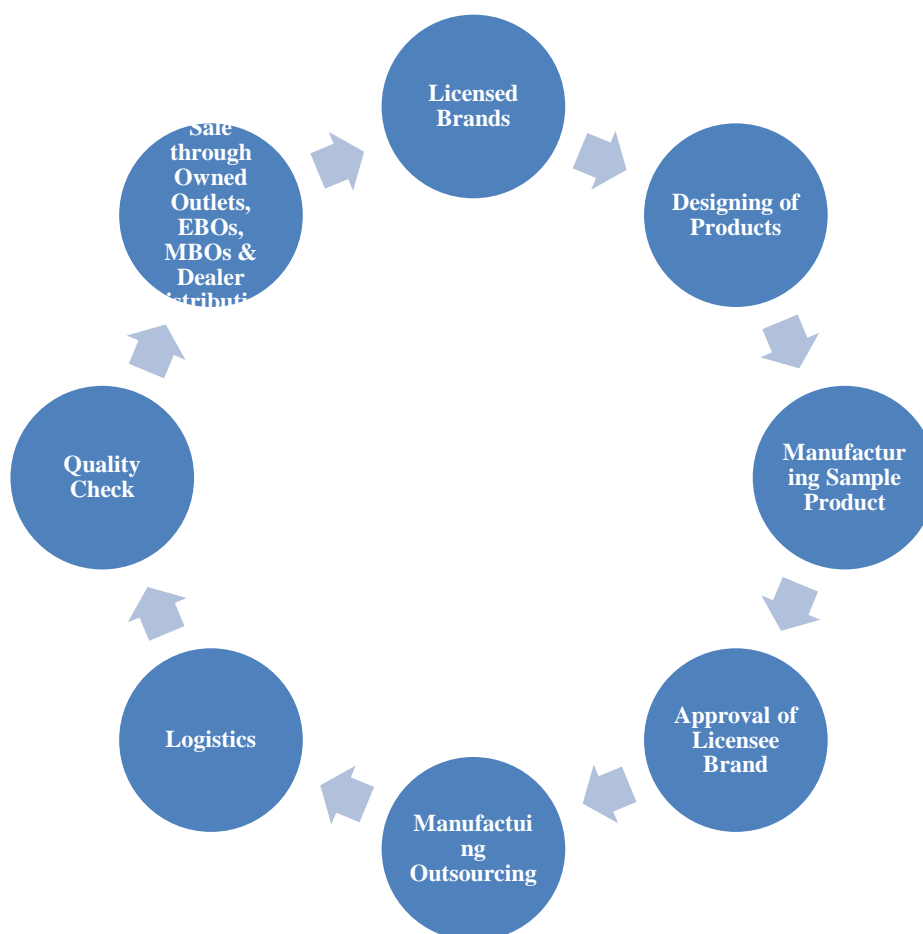 Licensed
Brands
Designing of
Products
Manufactur
ing Sample
Product
Approval of
Licensee
Brand
Manufactui
ng
Outsourcing
Logistics
Quality
Check
Sale
through
Owned
Outlets,
EBOs,
MBOs &
Dealer